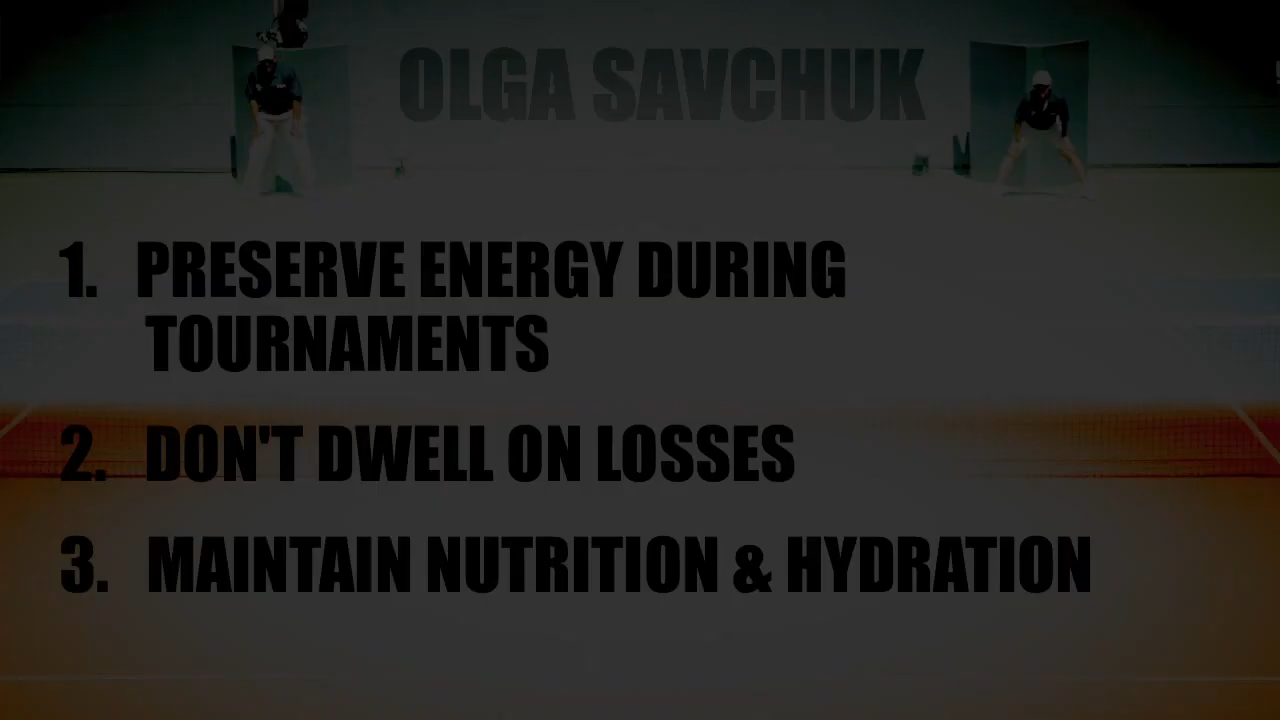 OLGA SAVCHUK
1. PRESERVE ENERGY DURING
TOURNAMENTS
2. DON'T DWELL ON LOSSES
3. MAINTAIN NUTRITION & HYDRATION